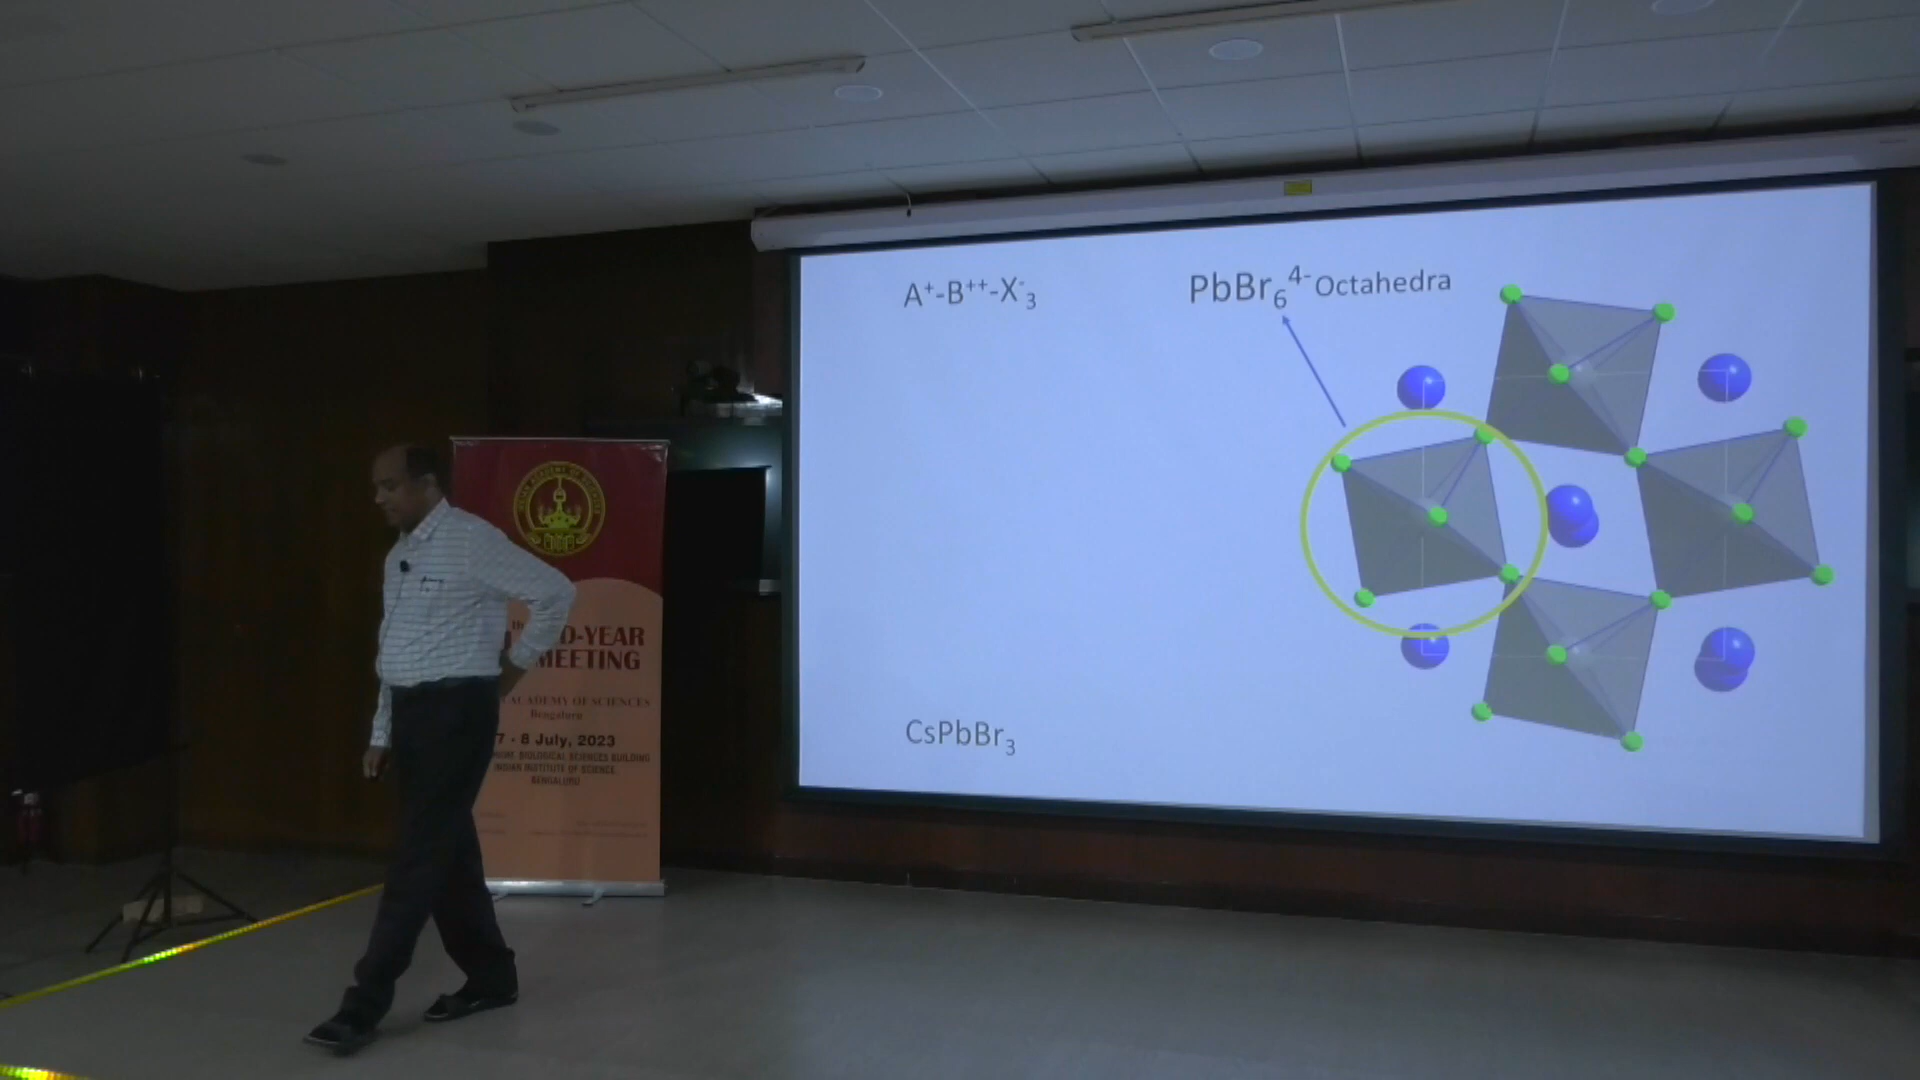 A⁺-B⁺⁺-X⁻₃
PbBr₆⁴⁻ Octahedra
CsPbBr₃
D-YEAR
MEETING
ACADEMY OF SCIENCES
Bengaluru
7 - 8 July, 2023
BIOLOGICAL SCIENCES BUILDING
INDIAN INSTITUTE OF SCIENCE
BENGALURU